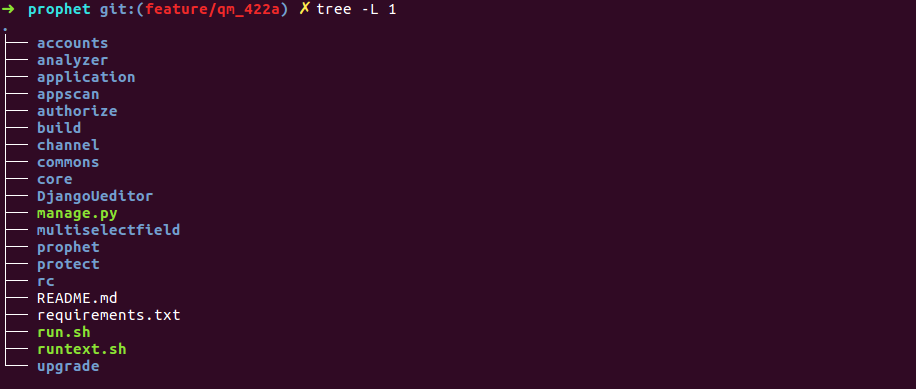 ➜  prophet git:(feature/qm_422a) ✗ tree -L 1
.
├── accounts
├── analyzer
├── application
├── appscan
├── authorize
├── build
├── channel
├── commons
├── core
├── DjangoUeditor
├── manage.py
├── multiselectfield
├── prophet
├── protect
├── rc
├── README.md
├── requirements.txt
├── run.sh
├── runtext.sh
└── upgrade